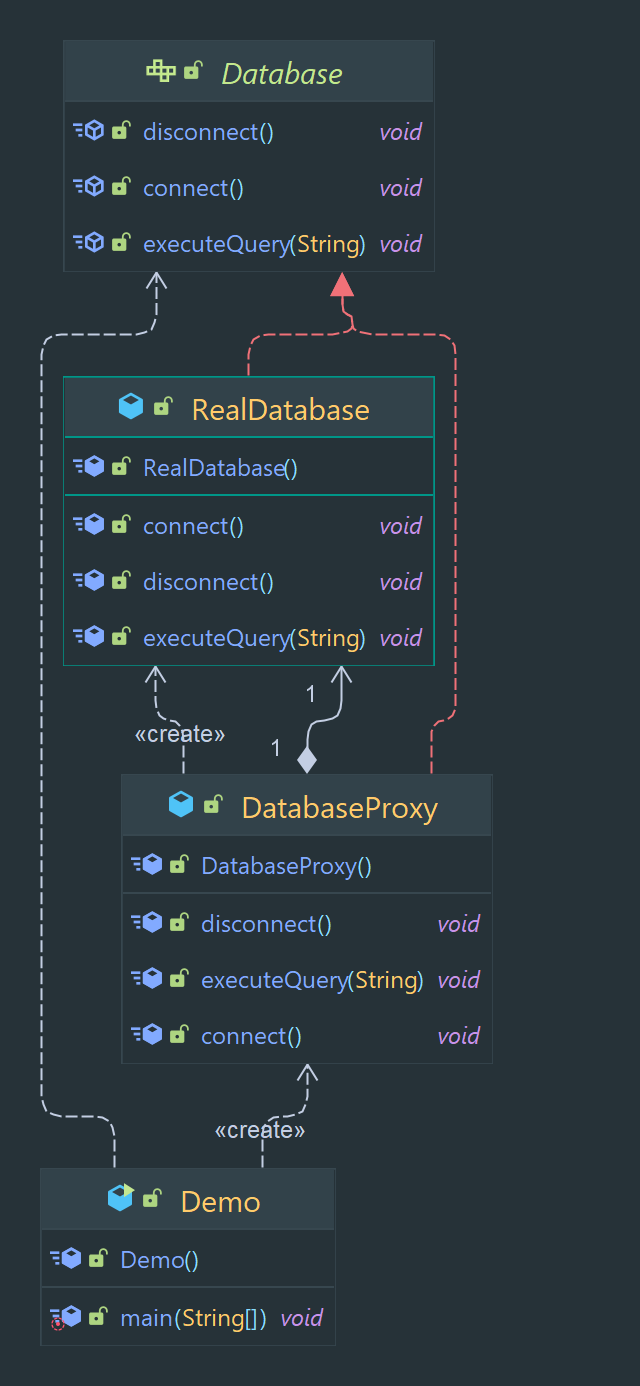 Database
disconnect() void
connect() void
executeQuery(String) void
RealDatabase
RealDatabase()
connect() void
disconnect() void
executeQuery(String) void
1
«create»
1
DatabaseProxy
DatabaseProxy()
disconnect() void
executeQuery(String) void
connect() void
«create»
Demo
Demo()
main(String[]) void